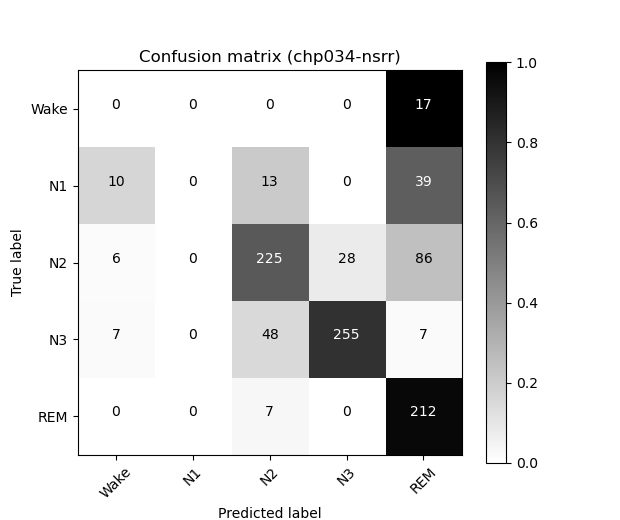 Confusion matrix (chp034-nsrr)
Wake 0 0 0 0 17
N1 10 0 13 0 39
N2 6 0 225 28 86
N3 7 0 48 255 7
REM 0 0 7 0 212
Wake N1 N2 N3 REM
Predicted label
True label
1.0
0.8
0.6
0.4
0.2
0.0